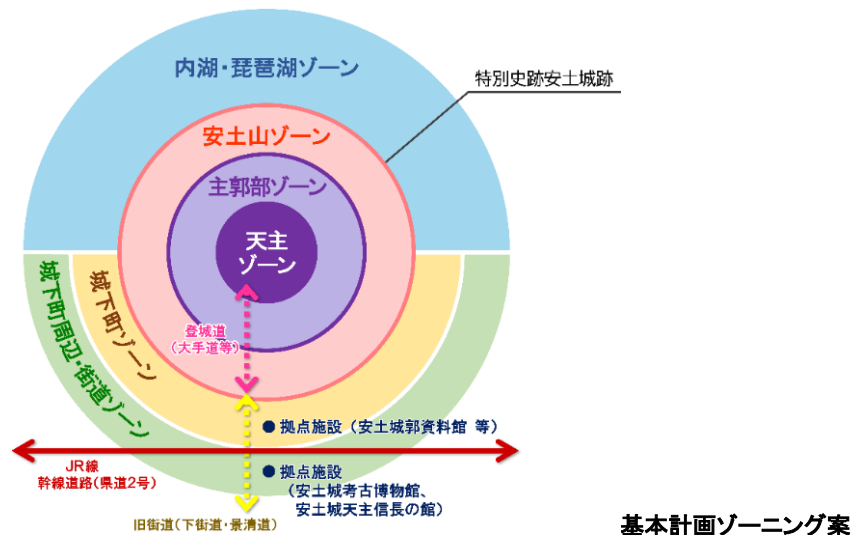 内湖・琵琶湖ゾーン
特別史跡安土城跡
安土山ゾーン
主郭部ゾーン
天主
ゾーン
城下町周辺・街道ゾーン
城下町ゾーン
登城道
（大手道等）
● 拠点施設（安土城郭資料館 等）
JR線
幹線道路（県道2号）
● 拠点施設
（安土城考古博物館、
安土城天主信長の館）
旧街道（下街道・景清道）
基本計画ゾーニング案